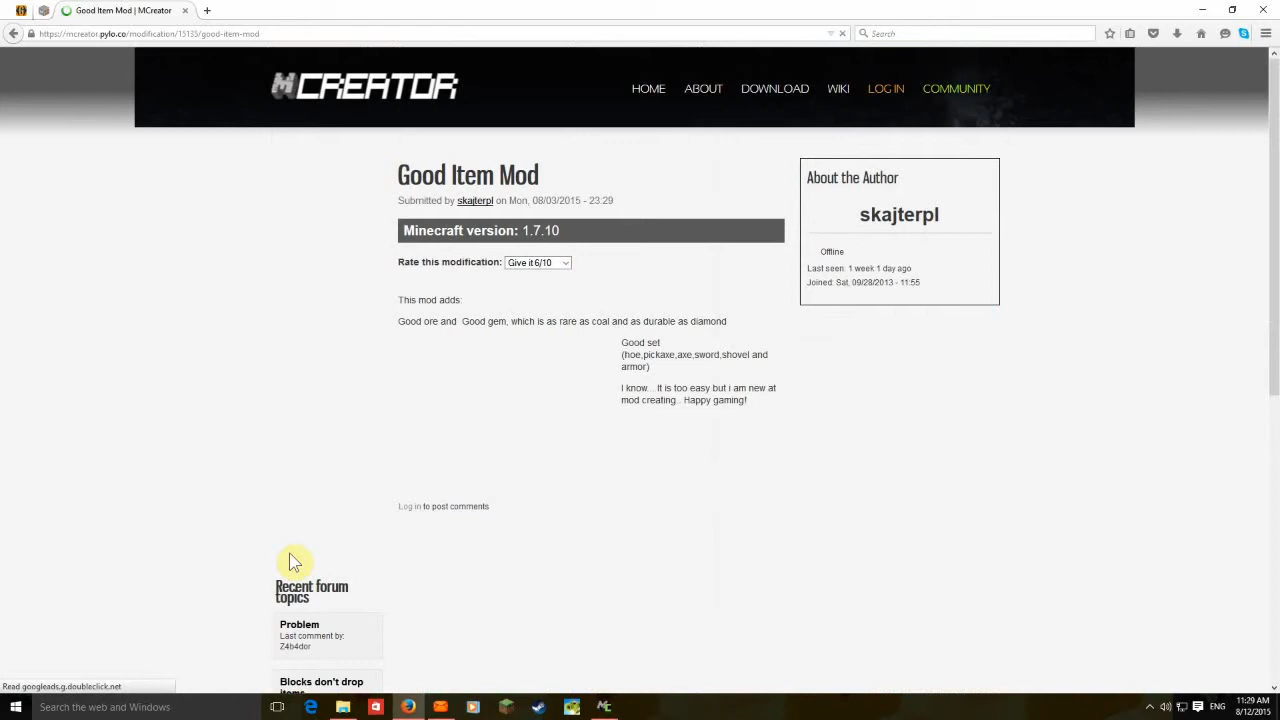 Good Item Mod | MCreator
https://mcreator.pylo.co/modification/15135/good-item-mod
Search
MCREATOR
HOME
ABOUT
DOWNLOAD
WIKI
LOG IN
COMMUNITY
Good Item Mod
Submitted by skajterpl on Mon, 08/03/2015 - 23:29
Minecraft version: 1.7.10
Rate this modification: Give it 6/10
This mod adds:
Good ore and Good gem, which is as rare as coal and as durable as diamond
Good set
(hoe,pickaxe,axe,sword,shovel and
armor)
I know... It is too easy but i am new at
mod creating.. Happy gaming!
Log in to post comments
About the Author
skajterpl
Offline
Last seen: 1 week 1 day ago
Joined: Sat, 09/28/2013 - 11:55
Recent forum
topics
Problem
Last comment by:
Z4b4dor
Blocks don't drop
items
Read googleads.g.doubleclick.net
Search the web and Windows
ENG
11:29 AM
8/12/2015